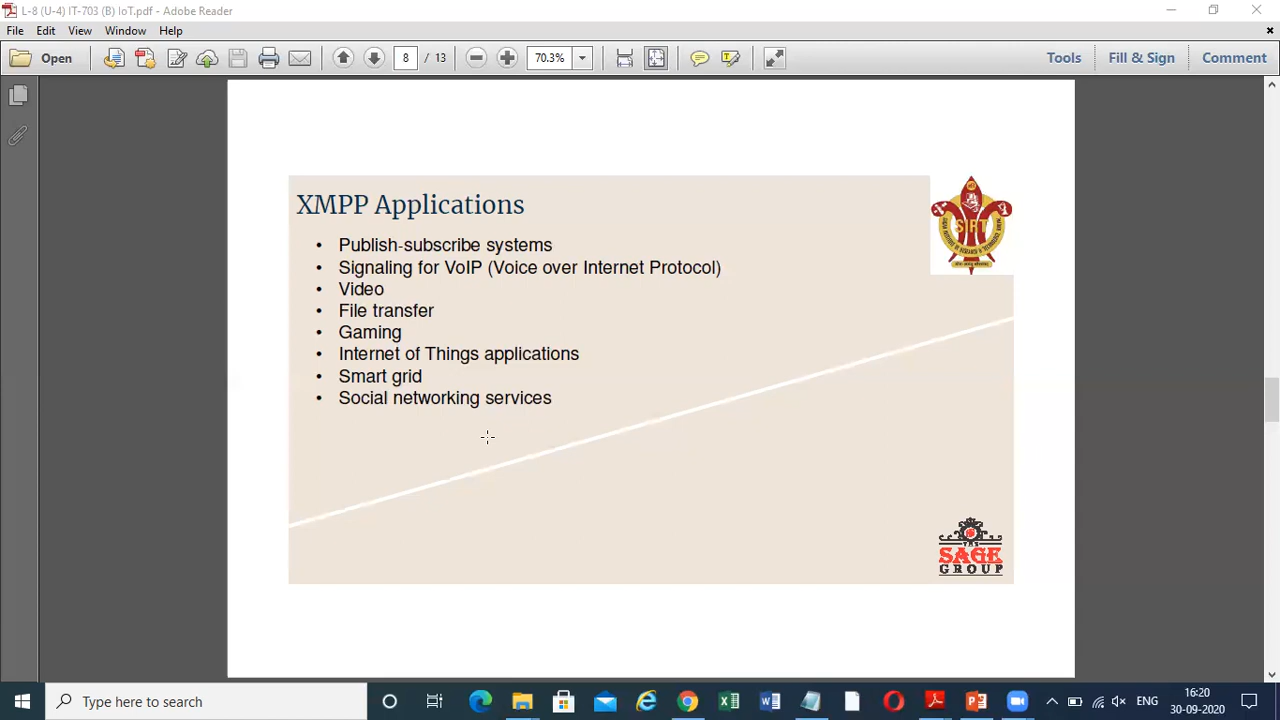 L-8 (U-4) IT-703 (B) IoT.pdf - Adobe Reader
File Edit View Window Help
Open 8 / 13 70.3% Tools Fill & Sign Comment
XMPP Applications
• Publish-subscribe systems
• Signaling for VoIP (Voice over Internet Protocol)
• Video
• File transfer
• Gaming
• Internet of Things applications
• Smart grid
• Social networking services
SIRT
THE
SAGE
GROUP
Type here to search
ENG
16:20
30-09-2020